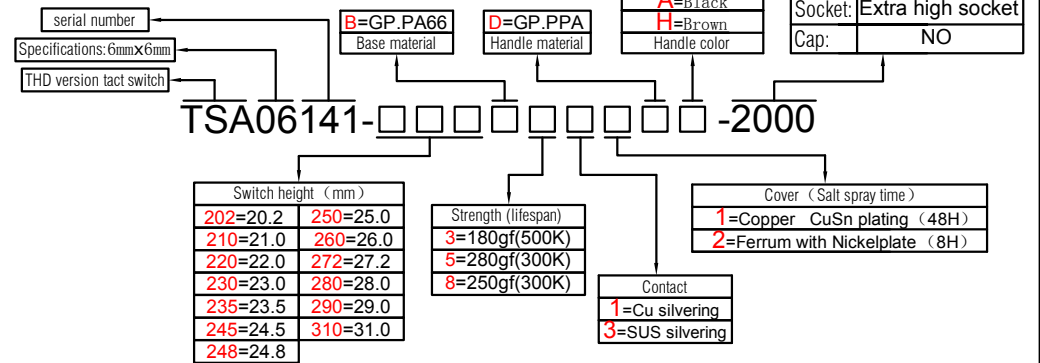 A=Black
Socket: Extra high socket
serial number
B=GP.PA66
D=GP.PPA
H=Brown
Specifications:6mmX6mm
Base material
Handle material
Handle color
Cap: NO
THD version tact switch
TSA06141-□□□□□□□□□-2000
Switch height（mm）
202=20.2 250=25.0
210=21.0 260=26.0
220=22.0 272=27.2
230=23.0 280=28.0
235=23.5 290=29.0
245=24.5 310=31.0
248=24.8
Strength (lifespan)
3=180gf(500K)
5=280gf(300K)
8=250gf(300K)
Contact
1=Cu silvering
3=SUS silvering
Cover（Salt spray time）
1=Copper CuSn plating（48H）
2=Ferrum with Nickelplate（8H）